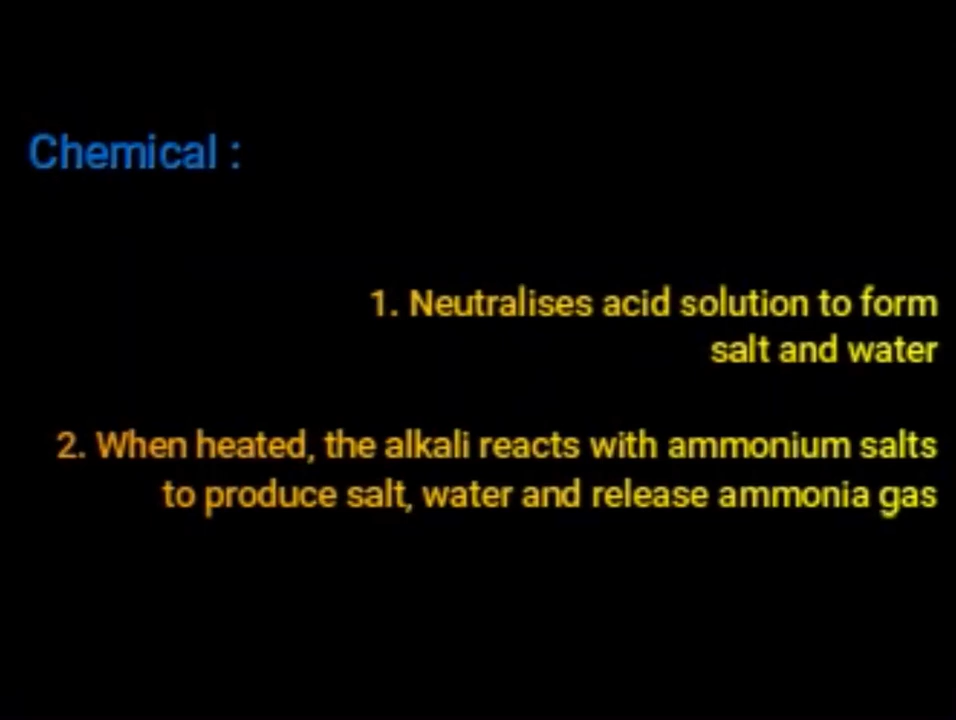 Chemical :
1. Neutralises acid solution to form
salt and water
2. When heated, the alkali reacts with ammonium salts
to produce salt, water and release ammonia gas